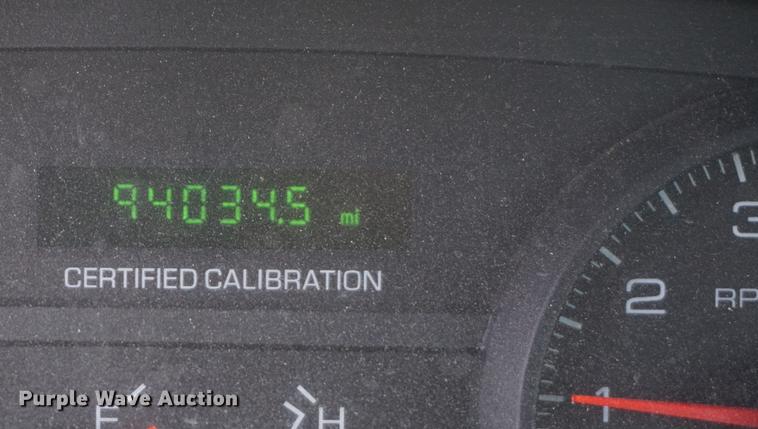 94034.5 mi
CERTIFIED CALIBRATION
3
2
RP
1
F
H
Purple Wave Auction